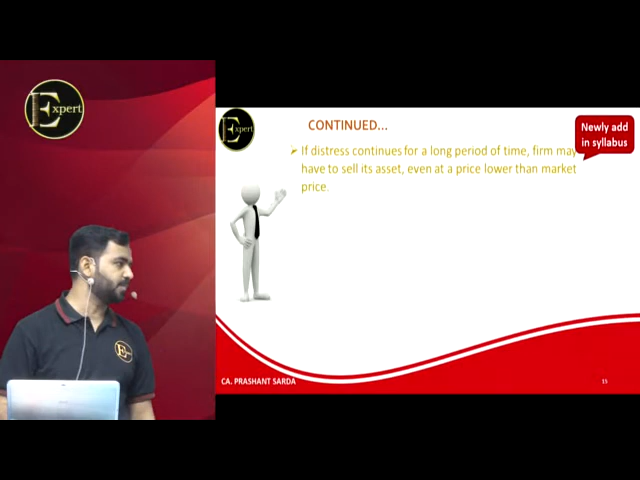 Expert
Expert
CONTINUED...
Newly add
in syllabus
If distress continues for a long period of time, firm may
have to sell its asset, even at a price lower than market
price.
E
CA. PRASHANT SARDA
15